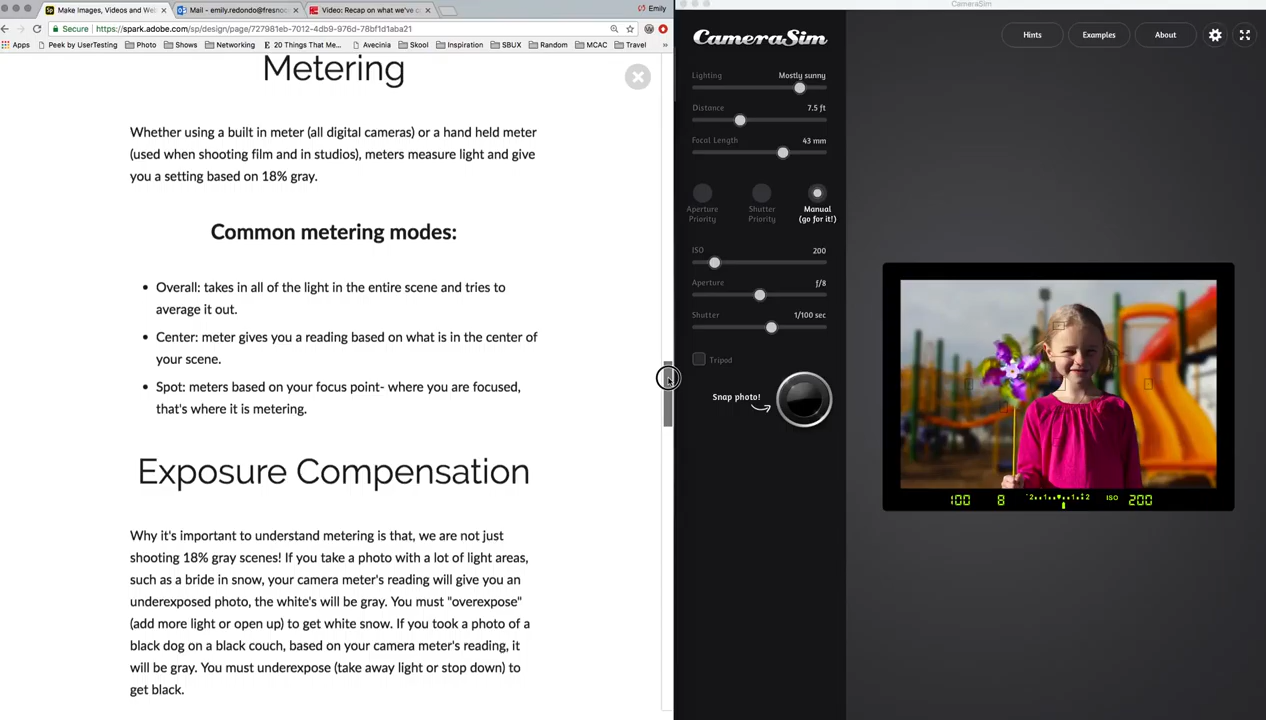 Make Images, Videos and Web
Mail - emily.redondo@fresno
Video: Recap on what we've c
Emily
Secure
https://spark.adobe.com/sp/design/page/727981eb-7012-4db9-976d-78f5d1baba21
Apps
Peek by UserTesting
Photo
Shows
Networking
20 Things That Me...
Avecinia
Skool
Inspiration
SBUX
Random
MCAC
Travel
»
Metering
Whether using a built in meter (all digital cameras) or a hand held meter
(used when shooting film and in studios), meters measure light and give
you a setting based on 18% gray.
Common metering modes:
• Overall: takes in all of the light in the entire scene and tries to
average it out.
• Center: meter gives you a reading based on what is in the center of
your scene.
• Spot: meters based on your focus point- where you are focused,
that's where it is metering.
Exposure Compensation
Why it's important to understand metering is that, we are not just
shooting 18% gray scenes! If you take a photo with a lot of light areas,
such as a bride in snow, your camera meter's reading will give you an
underexposed photo, the white's will be gray. You must "overexpose"
(add more light or open up) to get white snow. If you took a photo of a
black dog on a black couch, based on your camera meter's reading, it
will be gray. You must underexpose (take away light or stop down) to
get black.
CameraSim
CameraSim
Hints
Examples
About
Lighting
Mostly sunny
Distance
7.5 ft
Focal Length
43 mm
Aperture
Priority
Shutter
Priority
Manual
(go for it!)
ISO
200
Aperture
f/8
Shutter
1/100 sec
Tripod
Snap photo!
100
8
-2··1··▾··1··2
ISO
200